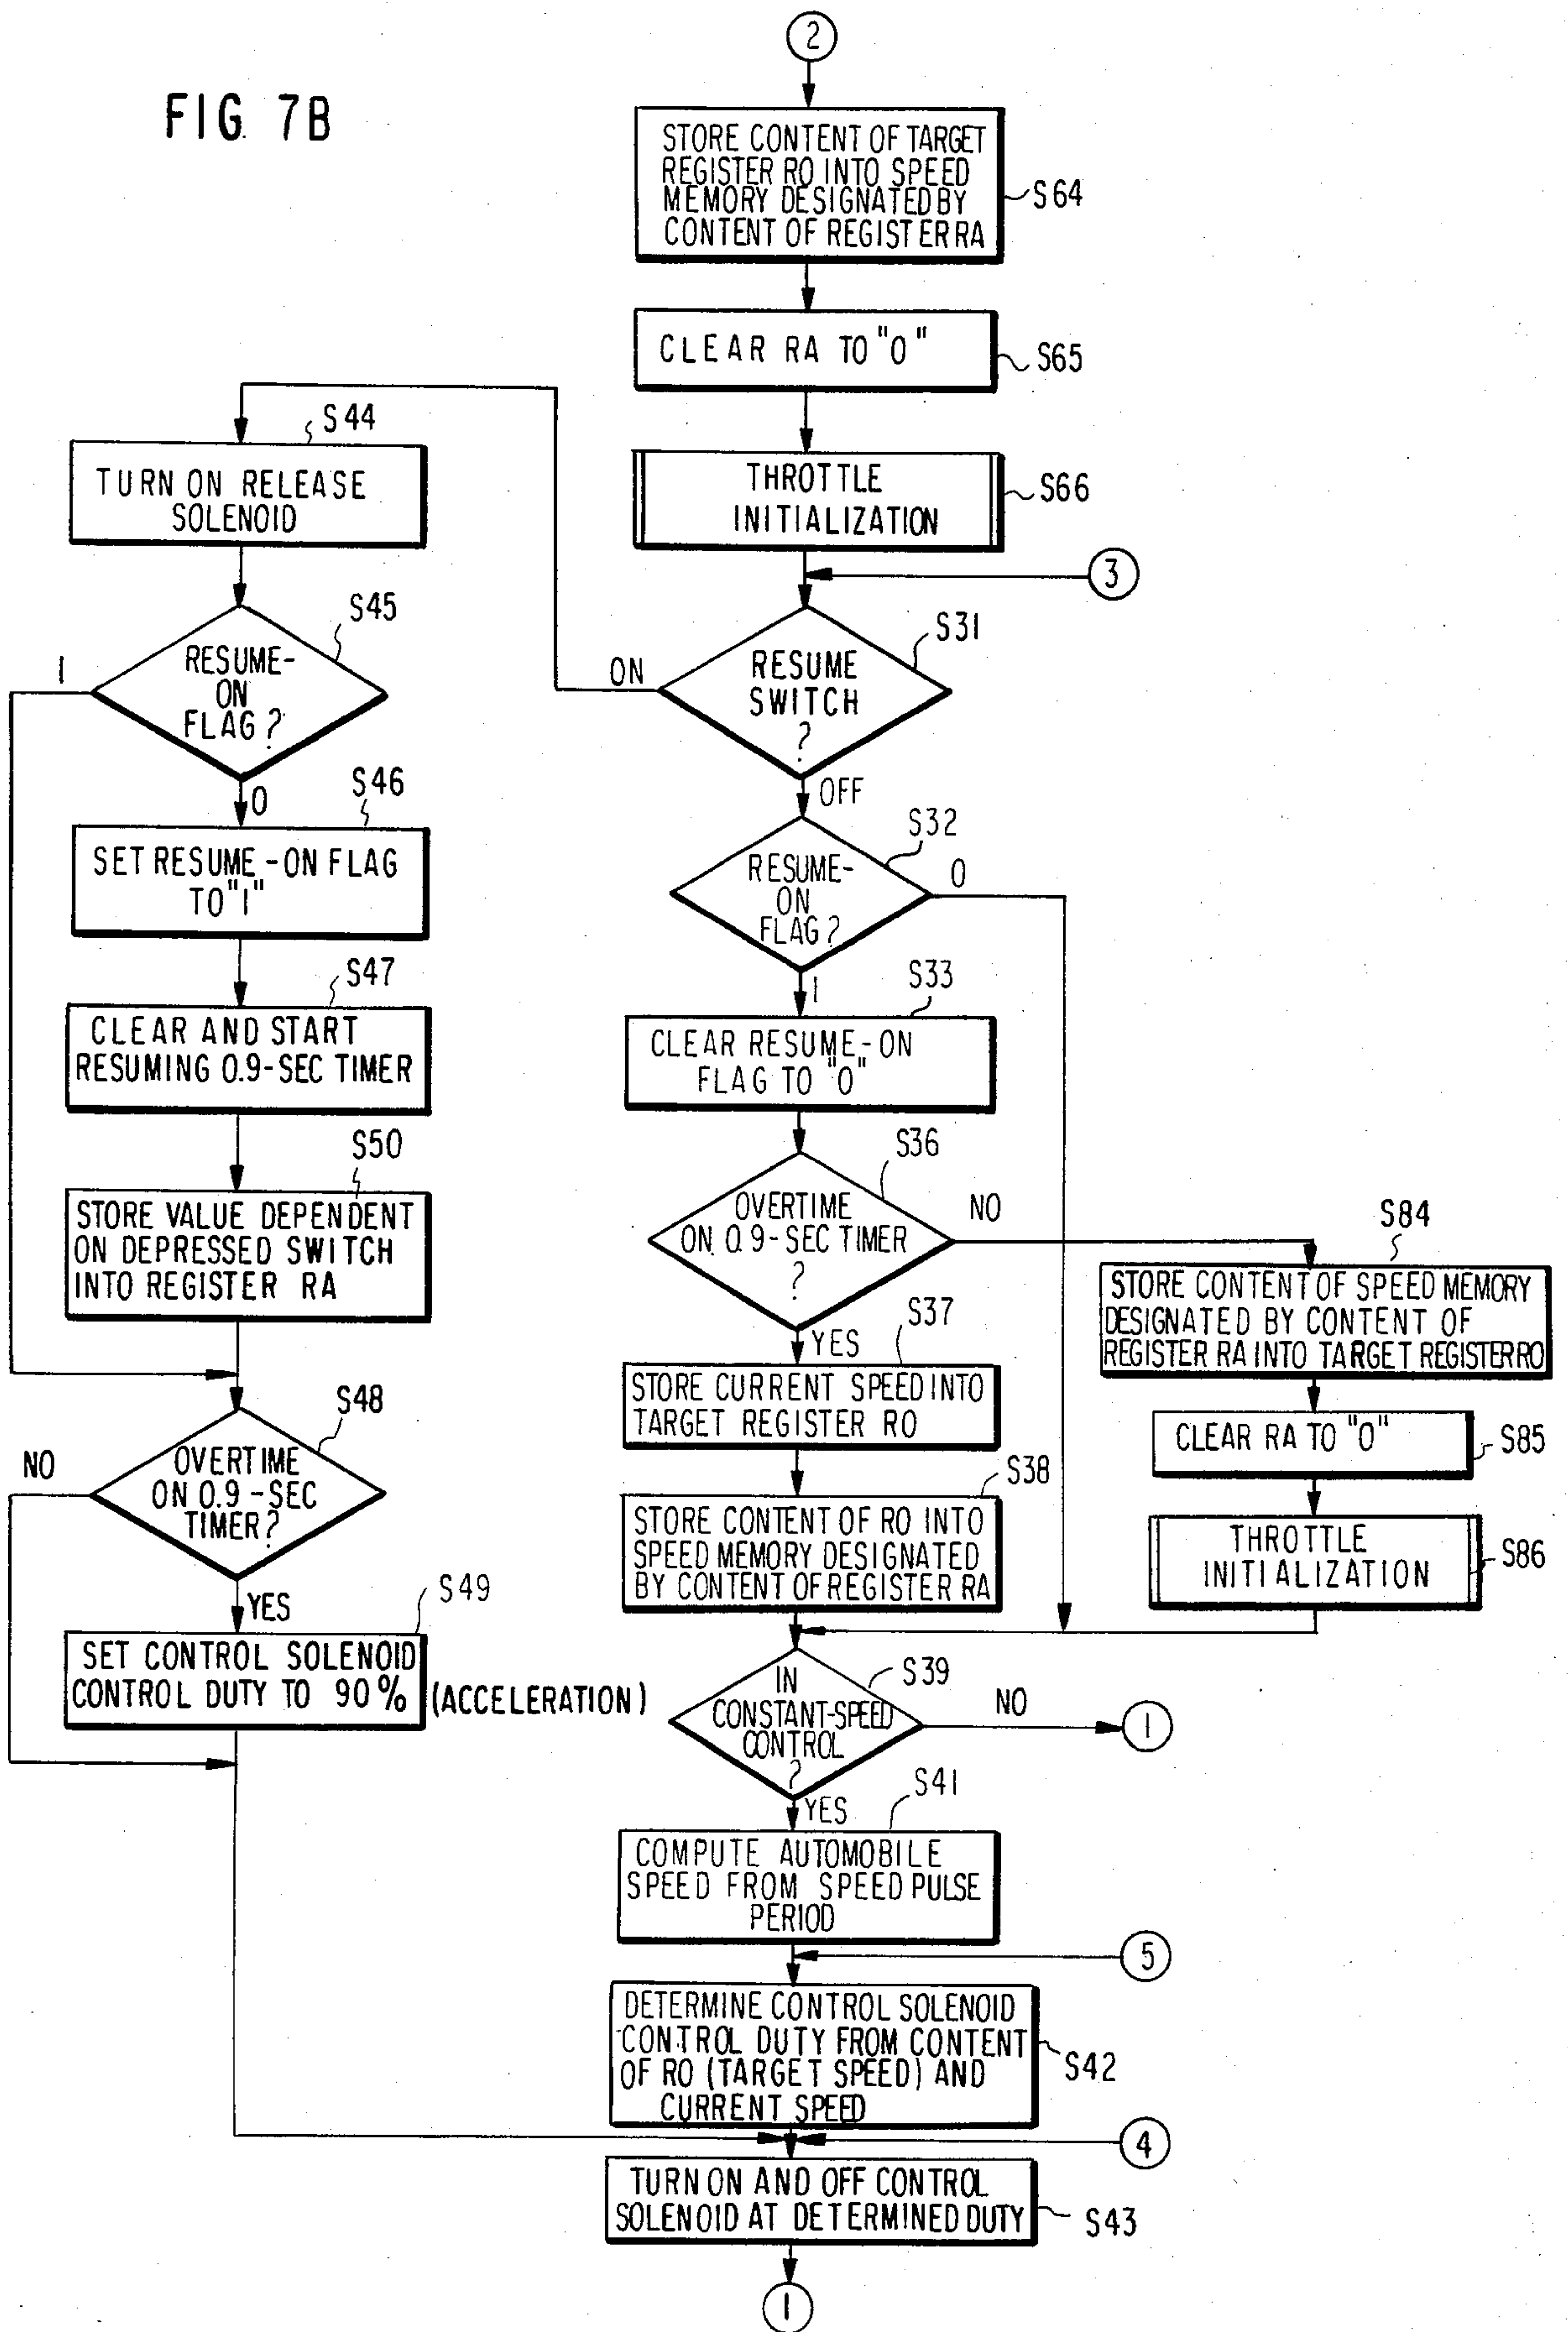 FIG. 7B
2
STORE CONTENT OF TARGET
REGISTER RO INTO SPEED
MEMORY DESIGNATED BY
CONTENT OF REGISTER RA
S64
CLEAR RA TO "0"
S65
THROTTLE
INITIALIZATION
S66
3
S44
TURN ON RELEASE
SOLENOID
S45
RESUME-
ON
FLAG?
1
0
S46
SET RESUME-ON FLAG
TO "1"
S47
CLEAR AND START
RESUMING 0.9-SEC TIMER
S50
STORE VALUE DEPENDENT
ON DEPRESSED SWITCH
INTO REGISTER RA
S48
OVERTIME
ON 0.9-SEC
TIMER?
NO
YES
S49
SET CONTROL SOLENOID
CONTROL DUTY TO 90%
(ACCELERATION)
S31
RESUME
SWITCH
?
ON
OFF
S32
RESUME-
ON
FLAG?
0
1
S33
CLEAR RESUME-ON
FLAG TO "0"
S36
OVERTIME
ON 0.9-SEC TIMER
?
NO
YES
S37
STORE CURRENT SPEED INTO
TARGET REGISTER RO
S38
STORE CONTENT OF RO INTO
SPEED MEMORY DESIGNATED
BY CONTENT OF REGISTER RA
S84
STORE CONTENT OF SPEED MEMORY
DESIGNATED BY CONTENT OF
REGISTER RA INTO TARGET REGISTER RO
CLEAR RA TO "0"
S85
THROTTLE
INITIALIZATION
S86
S39
IN
CONSTANT-SPEED
CONTROL
?
NO
1
YES
S41
COMPUTE AUTOMOBILE
SPEED FROM SPEED PULSE
PERIOD
5
DETERMINE CONTROL SOLENOID
CONTROL DUTY FROM CONTENT
OF RO (TARGET SPEED) AND
CURRENT SPEED
S42
4
TURN ON AND OFF CONTROL
SOLENOID AT DETERMINED DUTY
S43
1